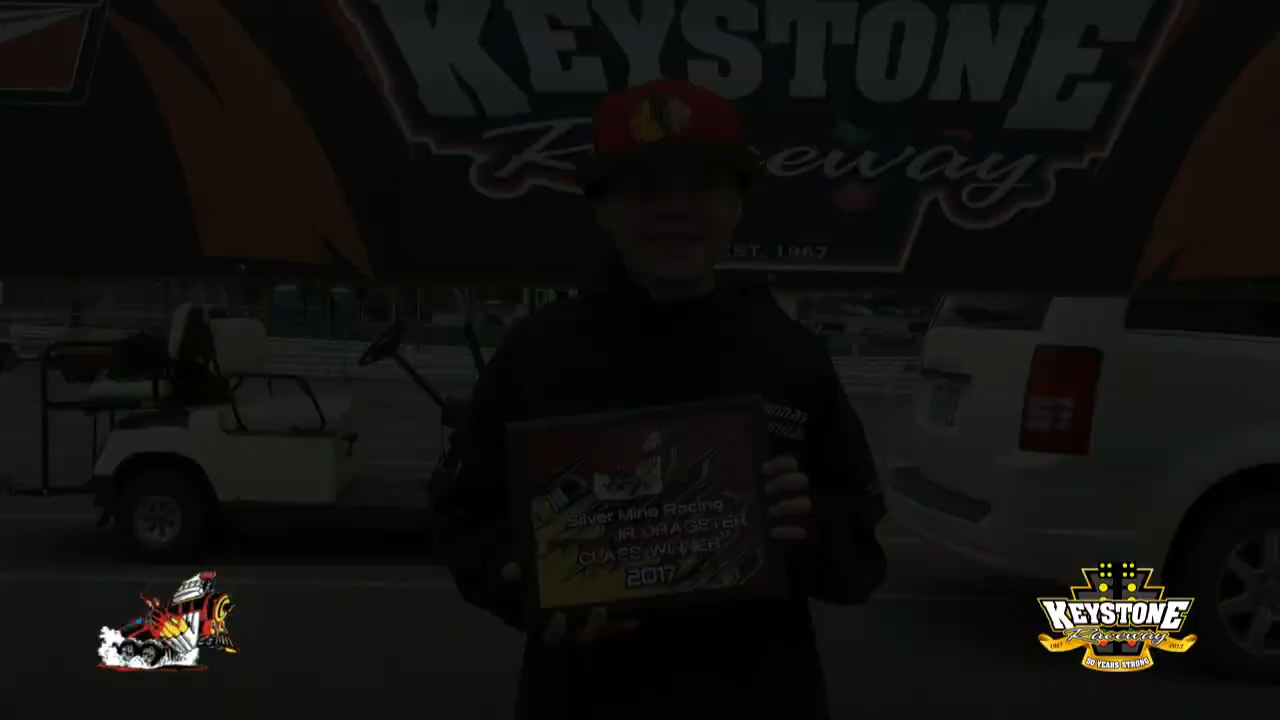 KEYSTONE
Raceway
EST. 1967
Silver Mine Racing
JR DRAGSTER
CLASS WINNER
2017
KEYSTONE
Raceway
1967 2017
50 YEARS STRONG